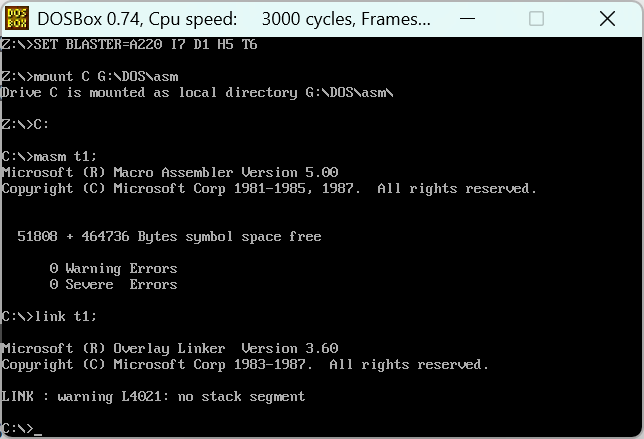 DOS
BOX
DOSBox 0.74, Cpu speed:    3000 cycles, Frames...
Z:\>SET BLASTER=A220 I7 D1 H5 T6
Z:\>mount C G:\DOS\asm
Drive C is mounted as local directory G:\DOS\asm\
Z:\>C:
C:\>masm t1;
Microsoft (R) Macro Assembler Version 5.00
Copyright (C) Microsoft Corp 1981-1985, 1987.  All rights reserved.
  51808 + 464736 Bytes symbol space free
      0 Warning Errors
      0 Severe  Errors
C:\>link t1;
Microsoft (R) Overlay Linker  Version 3.60
Copyright (C) Microsoft Corp 1983-1987.  All rights reserved.
LINK : warning L4021: no stack segment
C:\>_